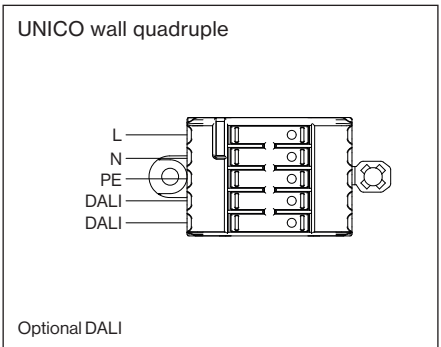 UNICO wall quadruple
L
N
PE
DALI
DALI
Optional DALI